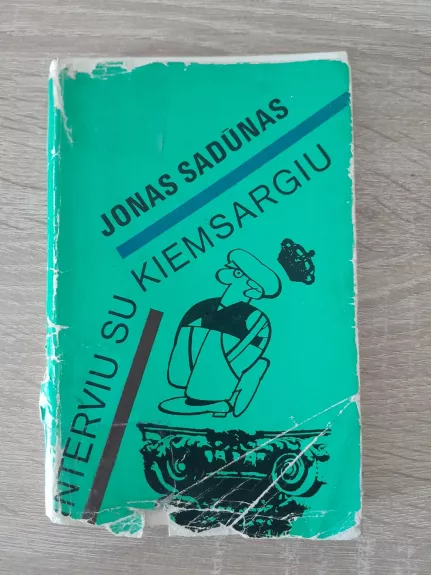 JONAS SADŪNAS
INTERVIU SU KIEMSARGIU